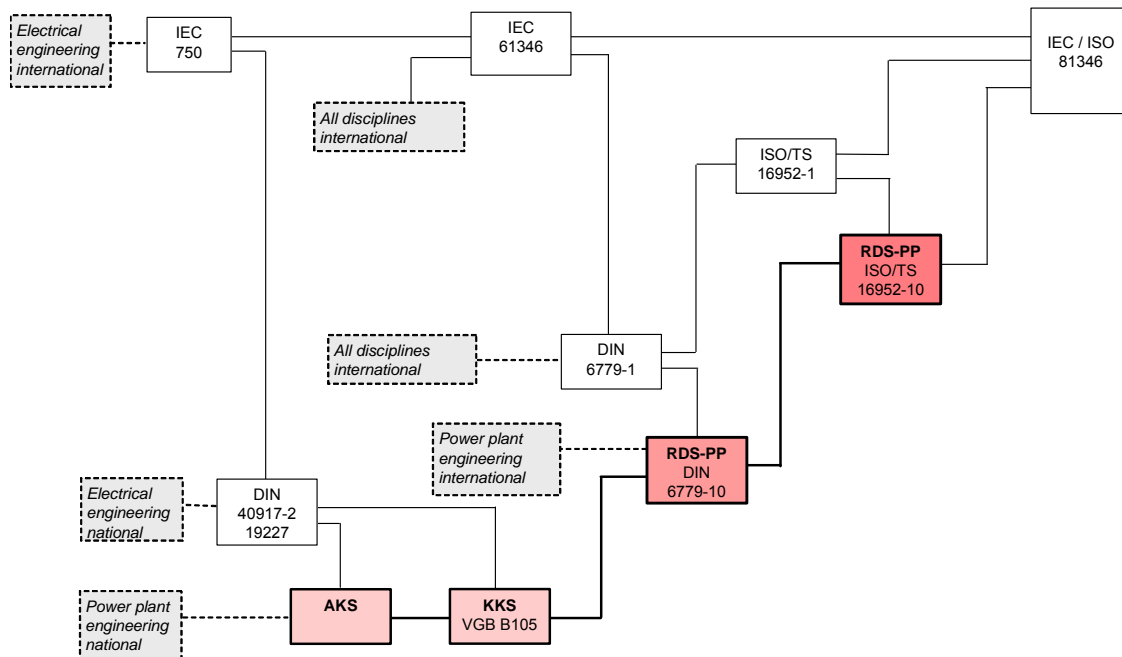 Electrical
engineering
international
IEC
750
IEC
61346
IEC / ISO
81346
All disciplines
international
ISO/TS
16952-1
RDS-PP
ISO/TS
16952-10
All disciplines
international
DIN
6779-1
Power plant
engineering
international
RDS-PP
DIN
6779-10
Electrical
engineering
national
DIN
40917-2
19227
Power plant
engineering
national
AKS
KKS
VGB B105